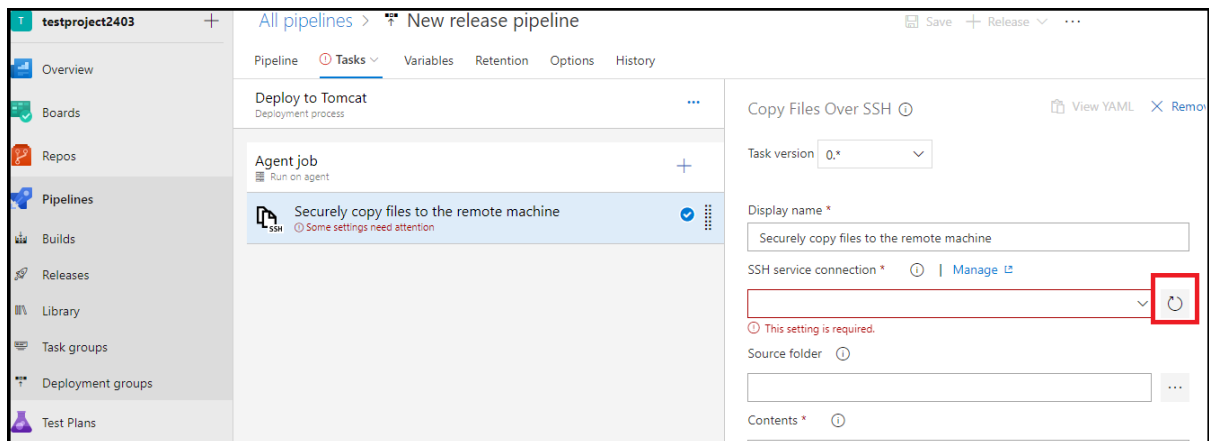 T testproject2403 +
Overview
Boards
Repos
Pipelines
Builds
Releases
Library
Task groups
Deployment groups
Test Plans
All pipelines > New release pipeline
Save + Release ...
Pipeline Tasks Variables Retention Options History
Deploy to Tomcat ...
Deployment process
Agent job +
Run on agent
SSH
Securely copy files to the remote machine
Some settings need attention
Copy Files Over SSH
View YAML Remo
Task version 0.*
Display name *
Securely copy files to the remote machine
SSH service connection * | Manage
This setting is required.
Source folder
...
Contents *